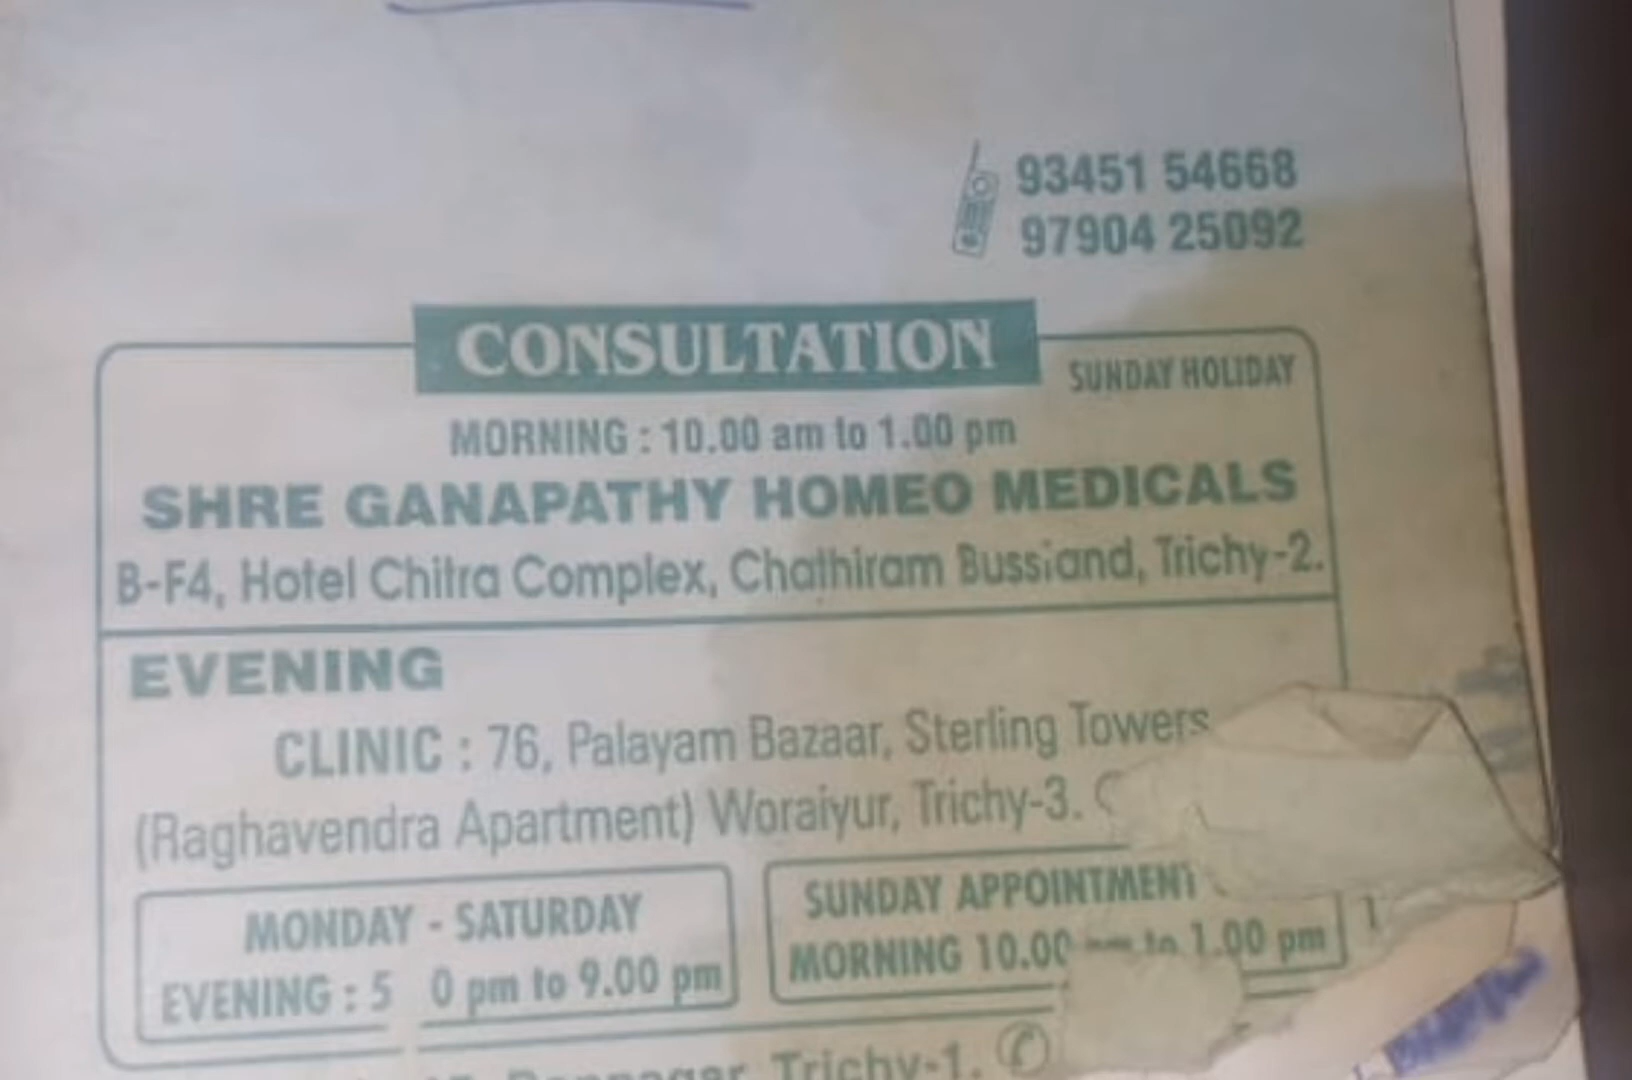 93451 54668
97904 25092
CONSULTATION
SUNDAY HOLIDAY
MORNING : 10.00 am to 1.00 pm
SHRE GANAPATHY HOMEO MEDICALS
B-F4, Hotel Chitra Complex, Chathiram Busstand, Trichy-2.
EVENING
CLINIC : 76, Palayam Bazaar, Sterling Towers
(Raghavendra Apartment) Woraiyur, Trichy-3.
MONDAY - SATURDAY
EVENING : 5 0 pm to 9.00 pm
SUNDAY APPOINTMENT
MORNING 10.00 to 1.00 pm
Trichy-1.